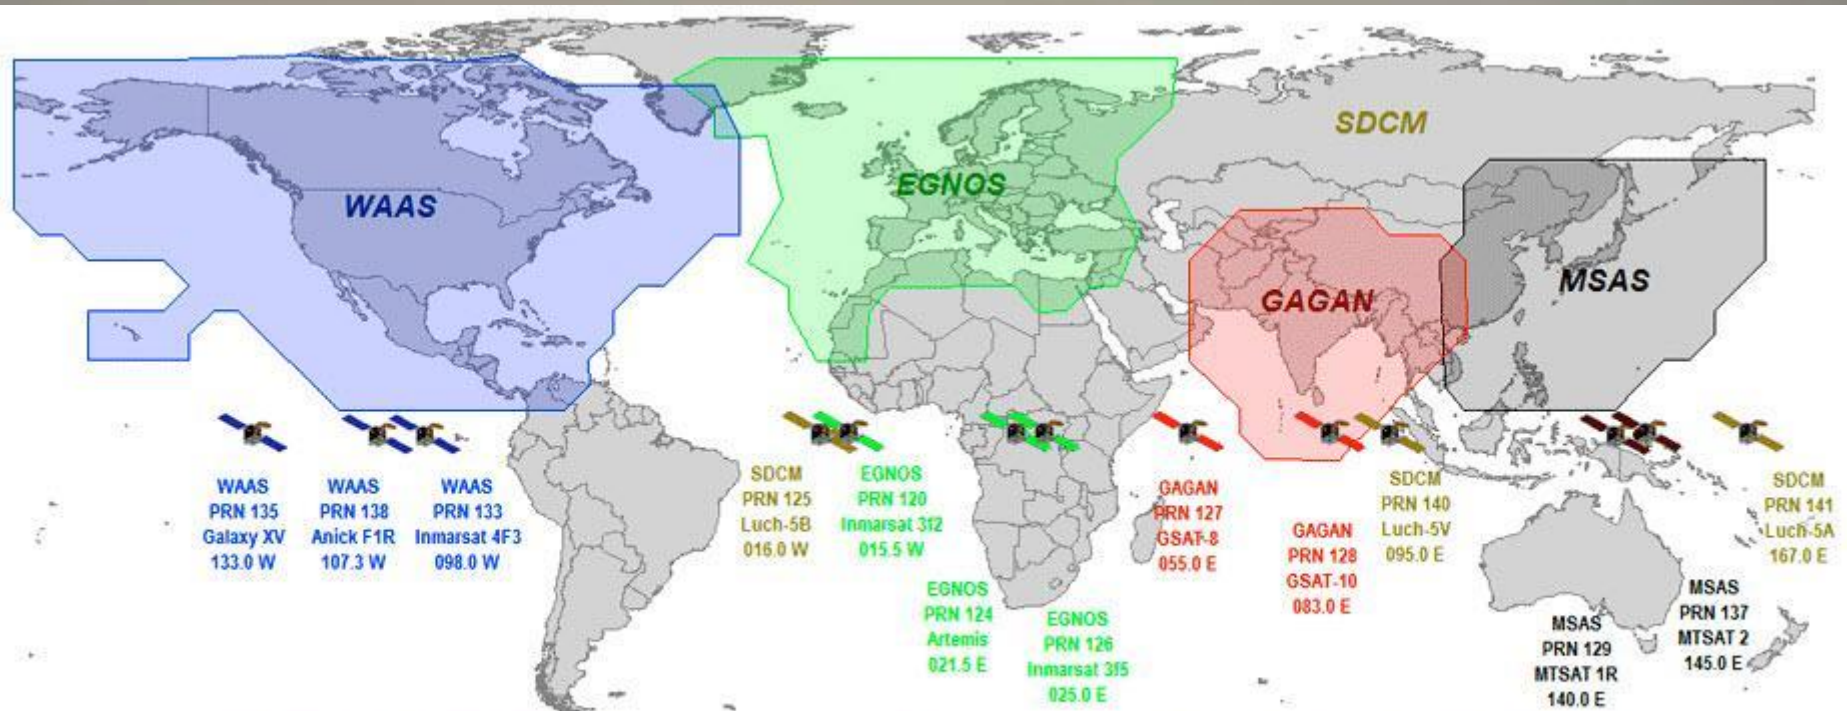 SDCM
EGNOS
WAAS
MSAS
GAGAN
WAAS
PRN 135
Galaxy XV
133.0 W
WAAS
PRN 138
Anick F1R
107.3 W
WAAS
PRN 133
Inmarsat 4F3
098.0 W
SDCM
PRN 125
Luch-5B
016.0 W
EGNOS
PRN 120
Inmarsat 3f2
015.5 W
EGNOS
PRN 124
Artemis
021.5 E
EGNOS
PRN 126
Inmarsat 3f5
025.0 E
GAGAN
PRN 127
GSAT-8
055.0 E
GAGAN
PRN 128
GSAT-10
083.0 E
SDCM
PRN 140
Luch-5V
095.0 E
MSAS
PRN 129
MTSAT 1R
140.0 E
MSAS
PRN 137
MTSAT 2
145.0 E
SDCM
PRN 141
Luch-5A
167.0 E